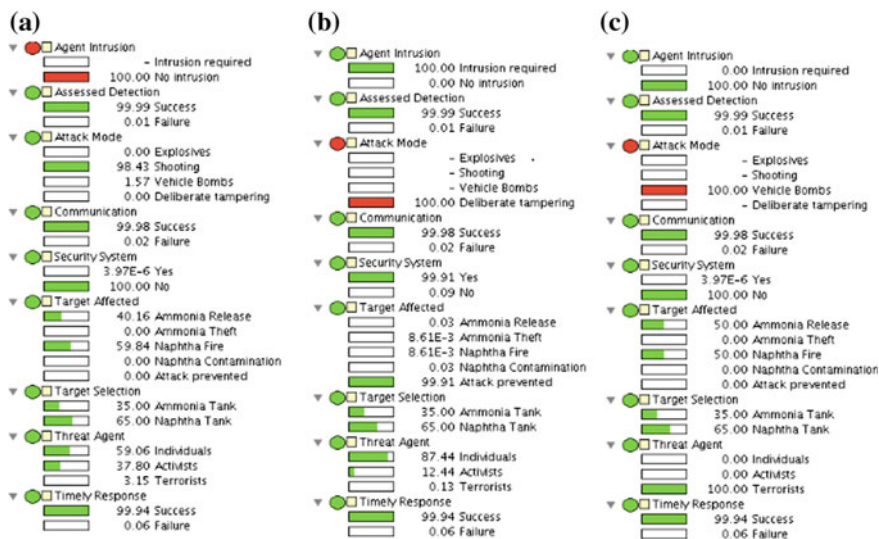 (a)
Agent Intrusion
- Intrusion required
100.00 No intrusion
Assessed Detection
99.99 Success
0.01 Failure
Attack Mode
0.00 Explosives
98.43 Shooting
1.57 Vehicle Bombs
0.00 Deliberate tampering
Communication
99.98 Success
0.02 Failure
Security System
3.97E-6 Yes
100.00 No
Target Affected
40.16 Ammonia Release
0.00 Ammonia Theft
59.84 Naphtha Fire
0.00 Naphtha Contamination
0.00 Attack prevented
Target Selection
35.00 Ammonia Tank
65.00 Naphtha Tank
Threat Agent
59.06 Individuals
37.80 Activists
3.15 Terrorists
Timely Response
99.94 Success
0.06 Failure
(b)
Agent Intrusion
100.00 Intrusion required
0.00 No intrusion
Assessed Detection
99.99 Success
0.01 Failure
Attack Mode
- Explosives
- Shooting
- Vehicle Bombs
100.00 Deliberate tampering
Communication
99.98 Success
0.02 Failure
Security System
99.91 Yes
0.09 No
Target Affected
0.03 Ammonia Release
8.61E-3 Ammonia Theft
8.61E-3 Naphtha Fire
0.03 Naphtha Contamination
99.91 Attack prevented
Target Selection
35.00 Ammonia Tank
65.00 Naphtha Tank
Threat Agent
87.44 Individuals
12.44 Activists
0.13 Terrorists
Timely Response
99.94 Success
0.06 Failure
(c)
Agent Intrusion
0.00 Intrusion required
100.00 No intrusion
Assessed Detection
99.99 Success
0.01 Failure
Attack Mode
- Explosives
- Shooting
100.00 Vehicle Bombs
- Deliberate tampering
Communication
99.98 Success
0.02 Failure
Security System
3.97E-6 Yes
100.00 No
Target Affected
50.00 Ammonia Release
0.00 Ammonia Theft
50.00 Naphtha Fire
0.00 Naphtha Contamination
0.00 Attack prevented
Target Selection
35.00 Ammonia Tank
65.00 Naphtha Tank
Threat Agent
0.00 Individuals
0.00 Activists
100.00 Terrorists
Timely Response
99.94 Success
0.06 Failure